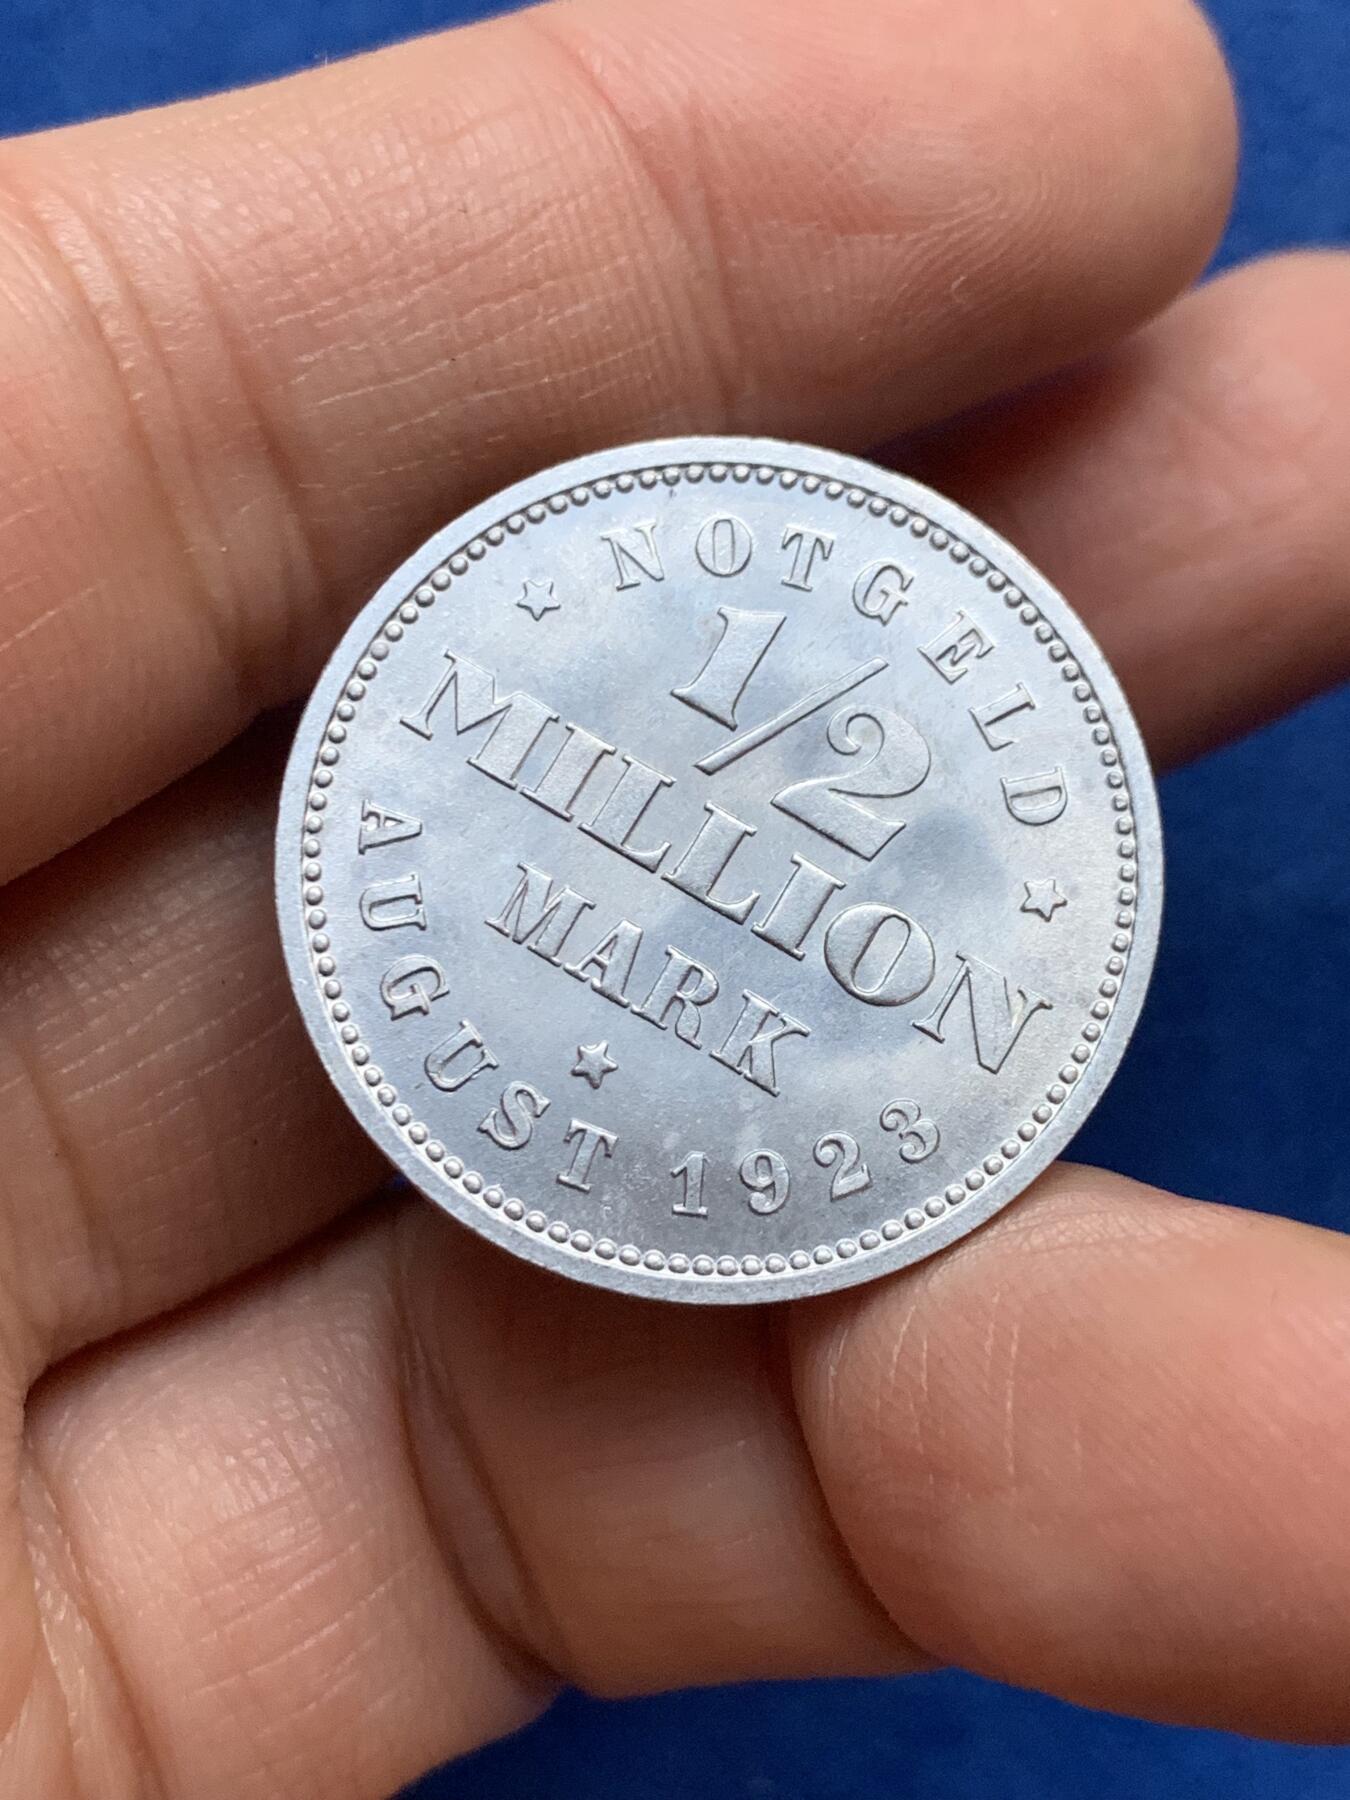 NOTGELD
1/2
MILLION
MARK
AUGUST 1923